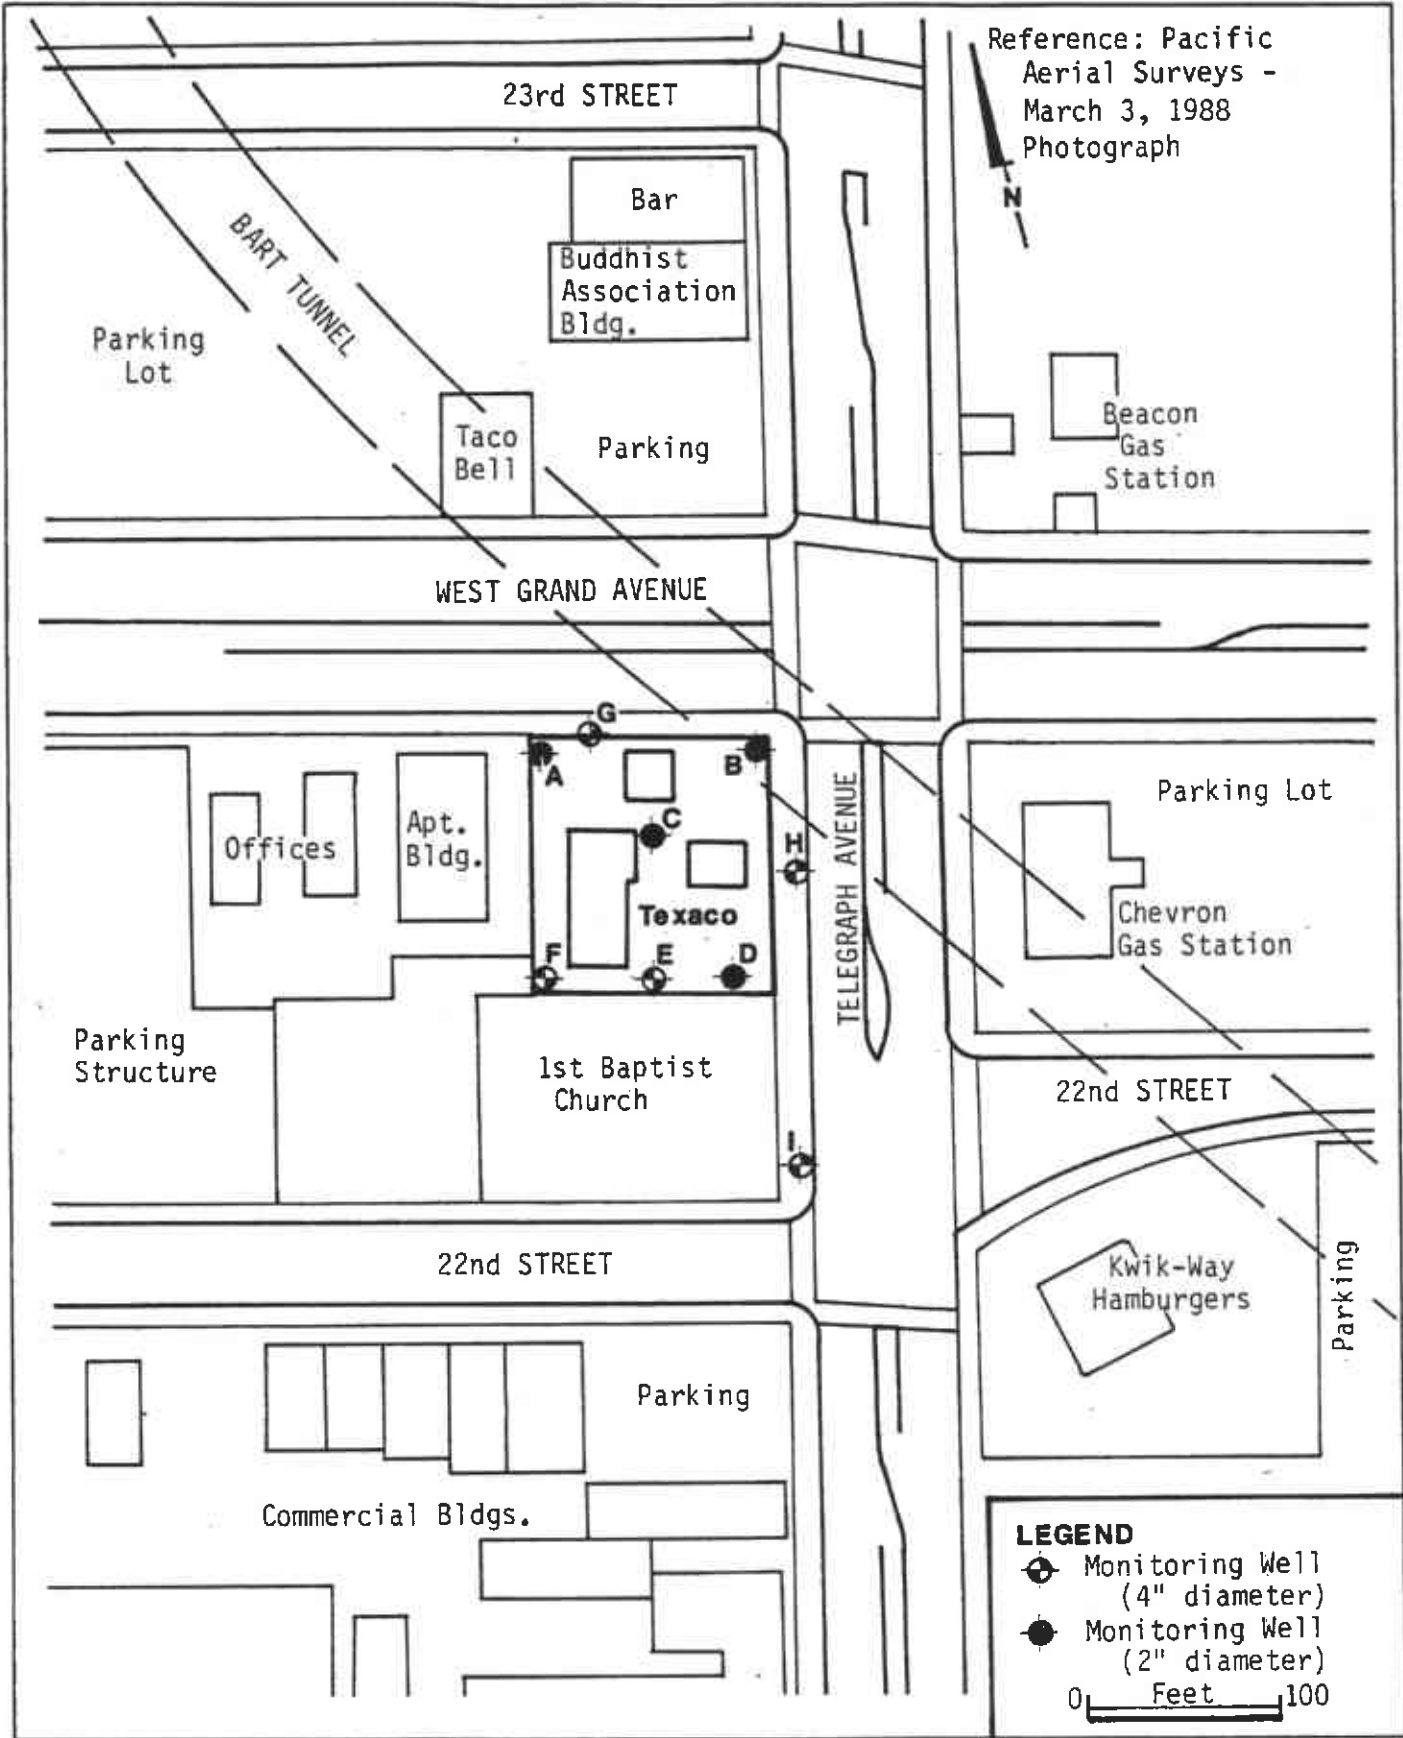 Reference: Pacific
Aerial Surveys -
March 3, 1988
Photograph
N
23rd STREET
Bar
BART TUNNEL
Buddhist
Association
Bldg.
Parking
Lot
Taco
Bell
Parking
Beacon
Gas
Station
WEST GRAND AVENUE
G
A
B
C
H
Offices
Apt.
Bldg.
Texaco
F
E
D
TELEGRAPH AVENUE
Parking Lot
Chevron
Gas Station
Parking
Structure
1st Baptist
Church
I
22nd STREET
22nd STREET
Kwik-Way
Hamburgers
Parking
Parking
Commercial Bldgs.
LEGEND
Monitoring Well
(4" diameter)
Monitoring Well
(2" diameter)
0 Feet 100